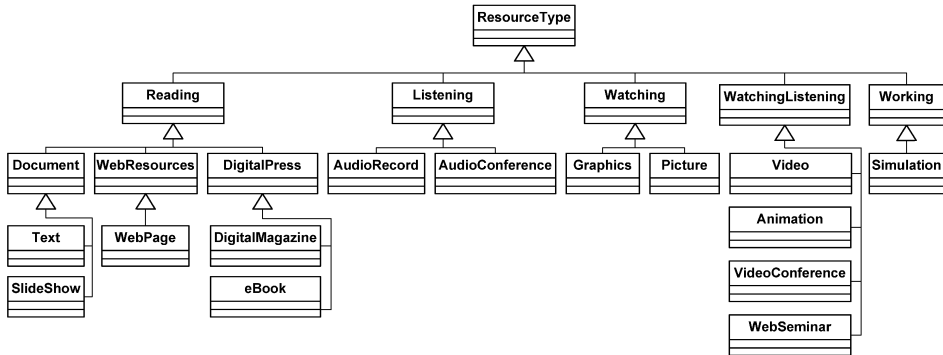 ResourceType
Reading
Listening
Watching
WatchingListening
Working
Document
WebResources
DigitalPress
AudioRecord
AudioConference
Graphics
Picture
Video
Simulation
Text
WebPage
DigitalMagazine
Animation
SlideShow
eBook
VideoConference
WebSeminar